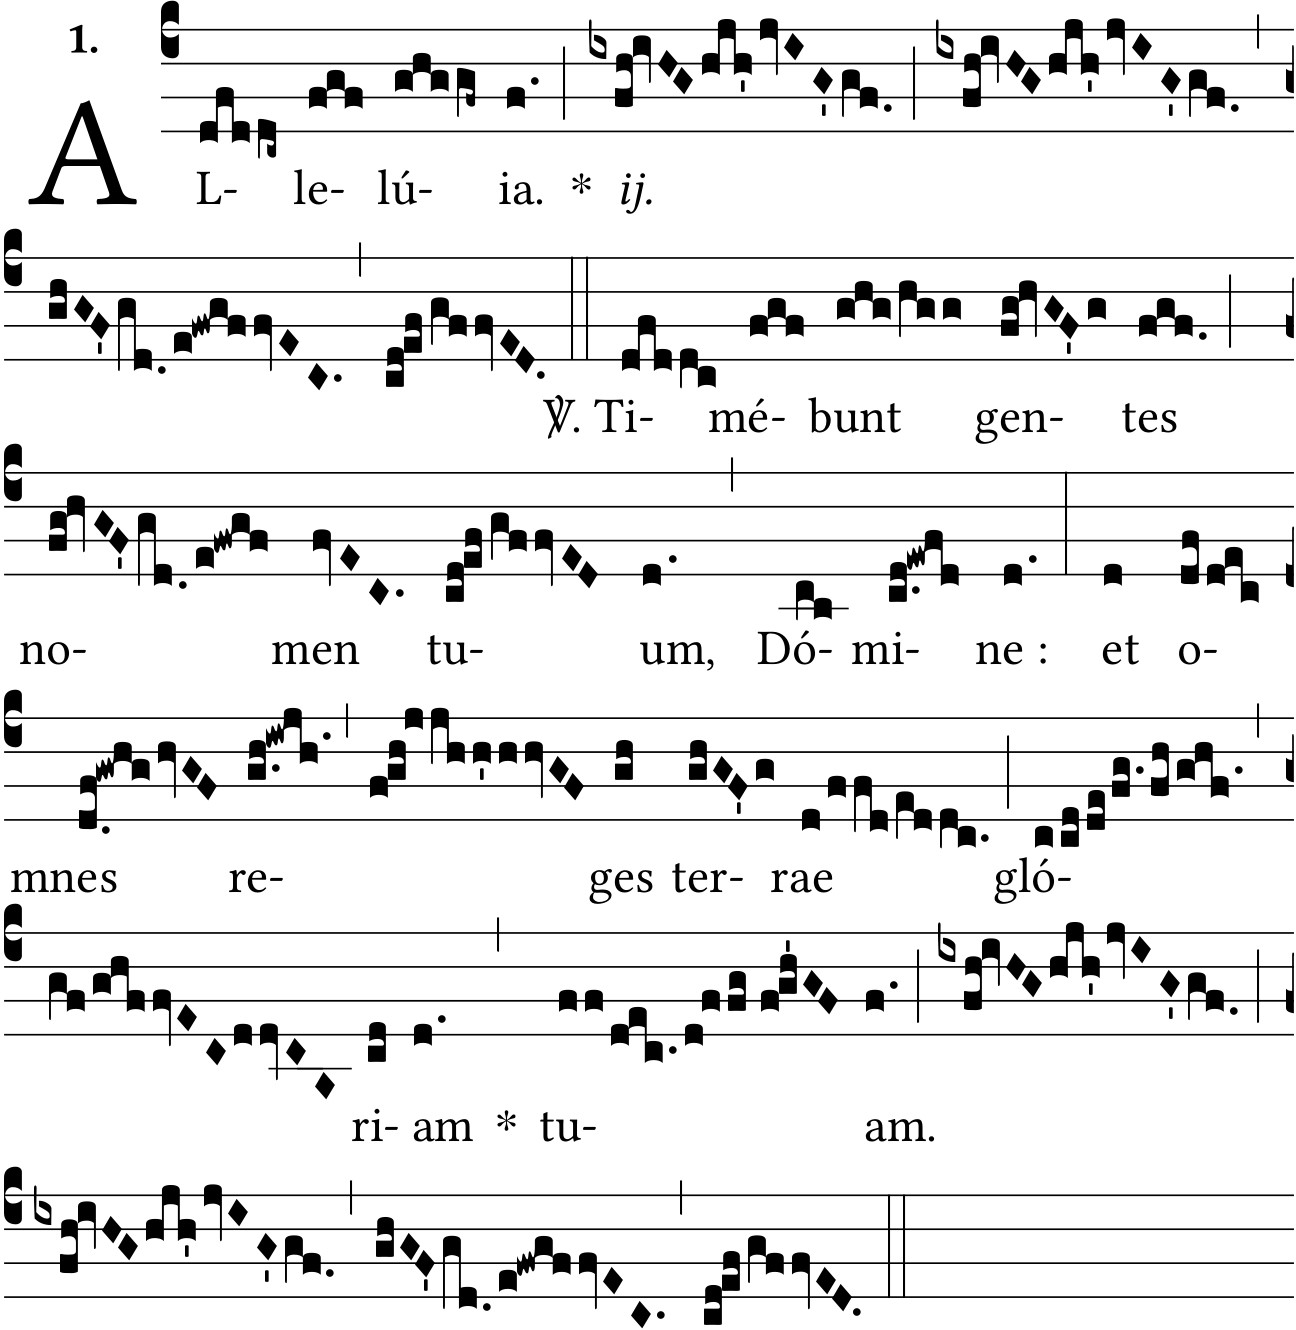 1.
AL- le- lú- ia. * ij.
℣. Ti- mé- bunt gen- tes
no- men tu- um, Dó- mi- ne : et o-
mnes re- ges ter- rae gló-
ri- am * tu- am.